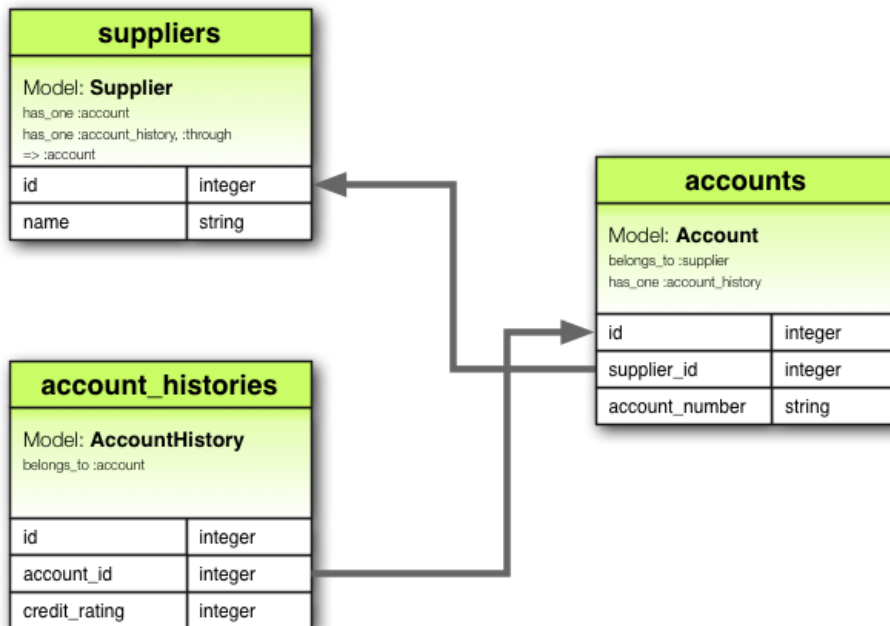 suppliers
Model: Supplier
has_one :account
has_one :account_history, :through
=> :account
id integer
name string
accounts
Model: Account
belongs_to :supplier
has_one :account_history
id integer
supplier_id integer
account_number string
account_histories
Model: AccountHistory
belongs_to :account
id integer
account_id integer
credit_rating integer